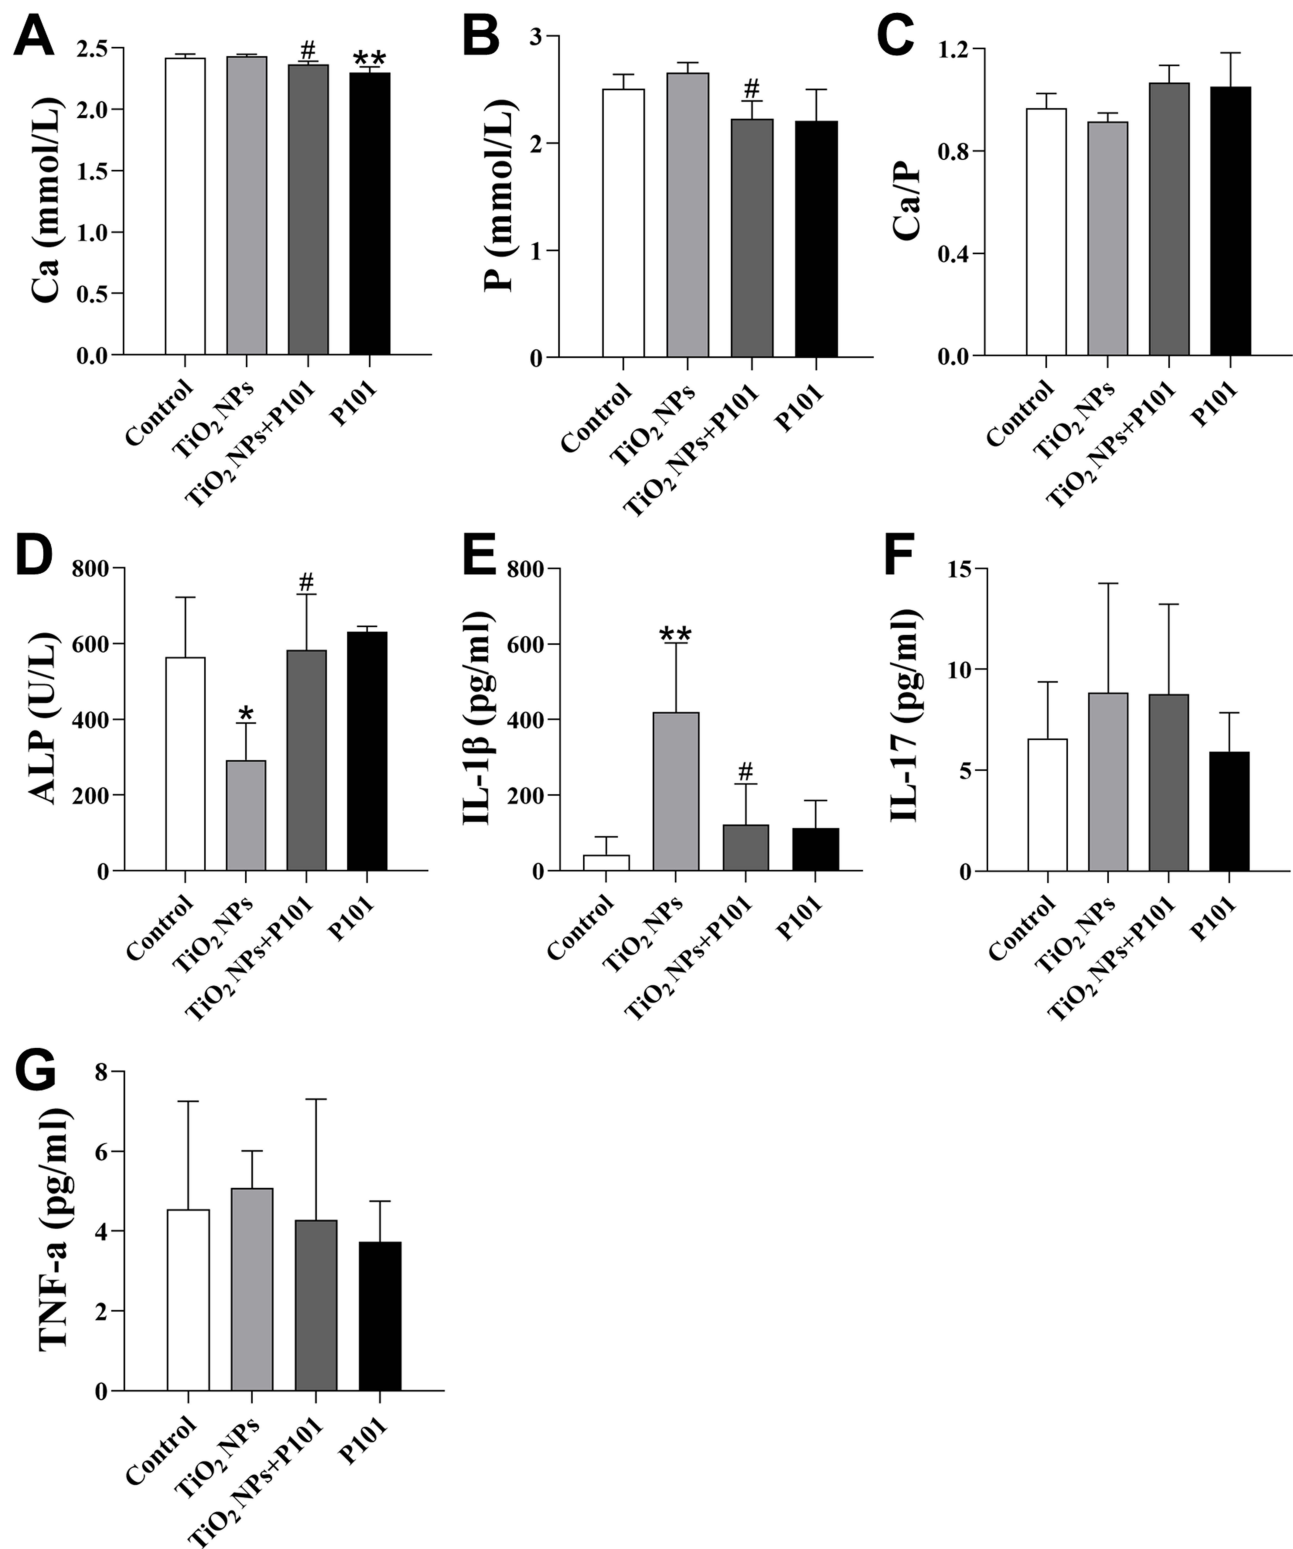 A
Ca (mmol/L)
2.5
2.0
1.5
1.0
0.5
0.0
#
**
Control
TiO2 NPs
TiO2 NPs+P101
P101
B
P (mmol/L)
3
2
1
0
#
Control
TiO2 NPs
TiO2 NPs+P101
P101
C
Ca/P
1.2
0.8
0.4
0.0
Control
TiO2 NPs
TiO2 NPs+P101
P101
D
ALP (U/L)
800
600
400
200
0
*
#
Control
TiO2 NPs
TiO2 NPs+P101
P101
E
IL-1β (pg/ml)
800
600
400
200
0
**
#
Control
TiO2 NPs
TiO2 NPs+P101
P101
F
IL-17 (pg/ml)
15
10
5
0
Control
TiO2 NPs
TiO2 NPs+P101
P101
G
TNF-a (pg/ml)
8
6
4
2
0
Control
TiO2 NPs
TiO2 NPs+P101
P101